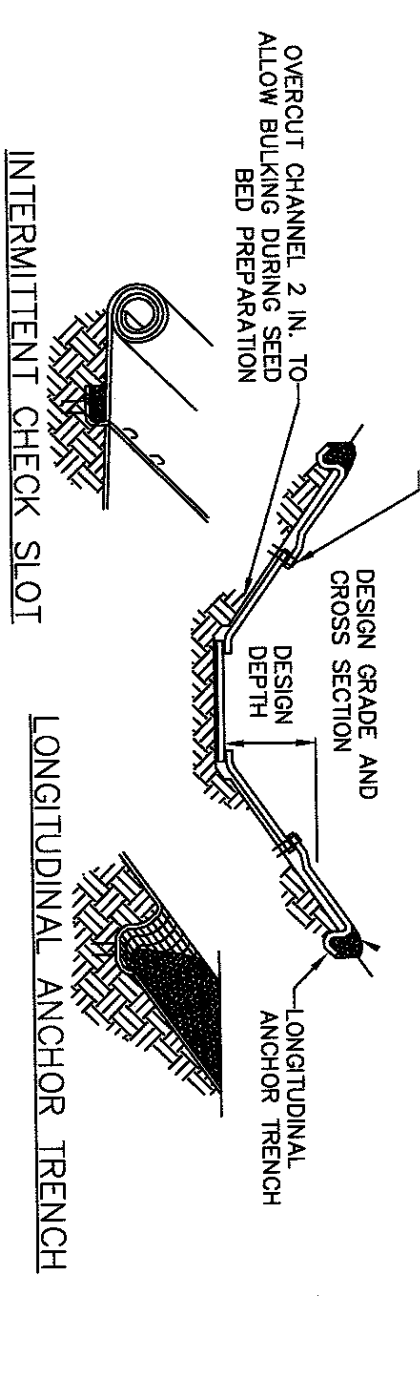 OVERCUT CHANNEL 2 IN. TO
ALLOW BULKING DURING SEED
BED PREPARATION
DESIGN GRADE AND
CROSS SECTION
DESIGN
DEPTH
LONGITUDINAL
ANCHOR TRENCH
INTERMITTENT CHECK SLOT
LONGITUDINAL ANCHOR TRENCH